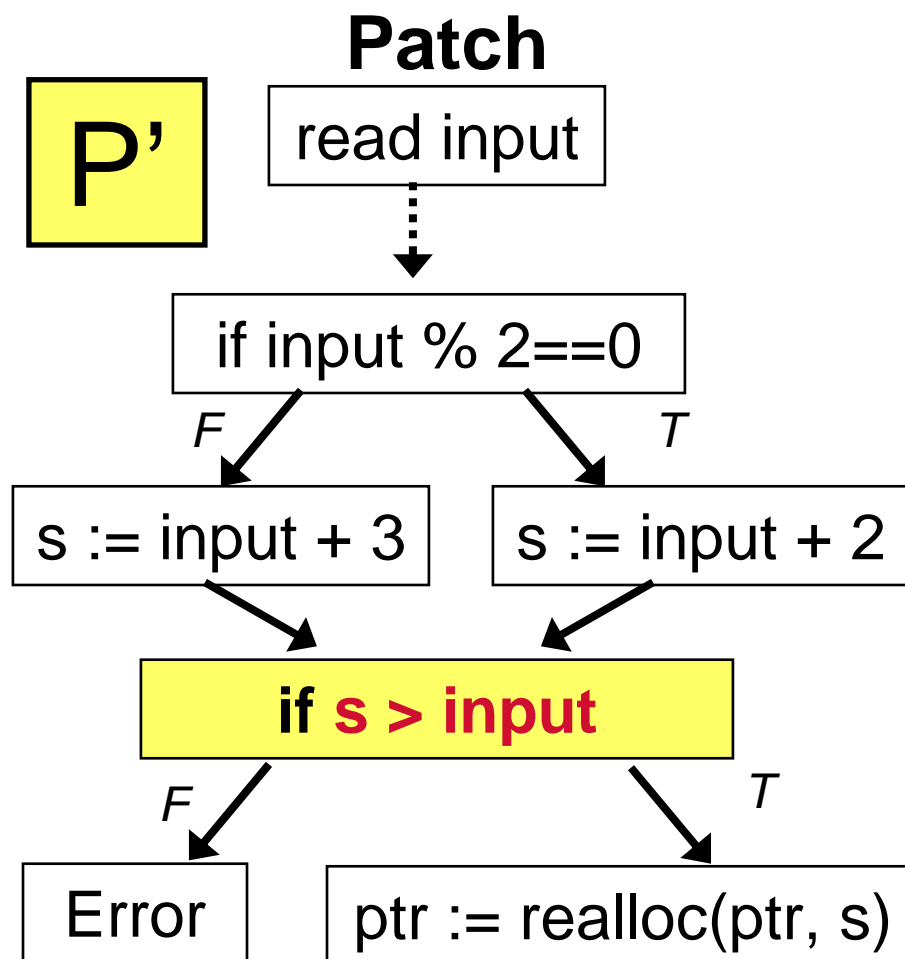 Patch
P’
read input
if input % 2==0
F
T
s := input + 3
s := input + 2
if s > input
F
T
Error
ptr := realloc(ptr, s)